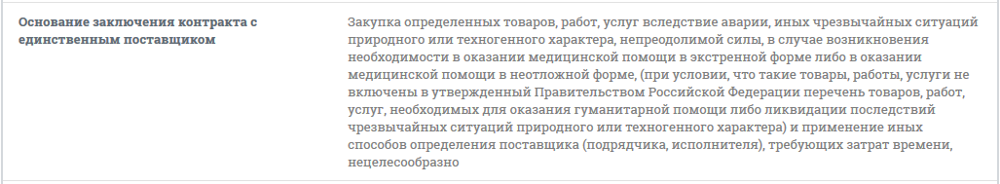 Основание заключения контракта с
единственным поставщиком
Закупка определенных товаров, работ, услуг вследствие аварии, иных чрезвычайных ситуаций
природного или техногенного характера, непреодолимой силы, в случае возникновения
необходимости в оказании медицинской помощи в экстренной форме либо в оказании
медицинской помощи в неотложной форме, (при условии, что такие товары, работы, услуги не
включены в утвержденный Правительством Российской Федерации перечень товаров, работ,
услуг, необходимых для оказания гуманитарной помощи либо ликвидации последствий
чрезвычайных ситуаций природного или техногенного характера) и применение иных
способов определения поставщика (подрядчика, исполнителя), требующих затрат времени,
нецелесообразно